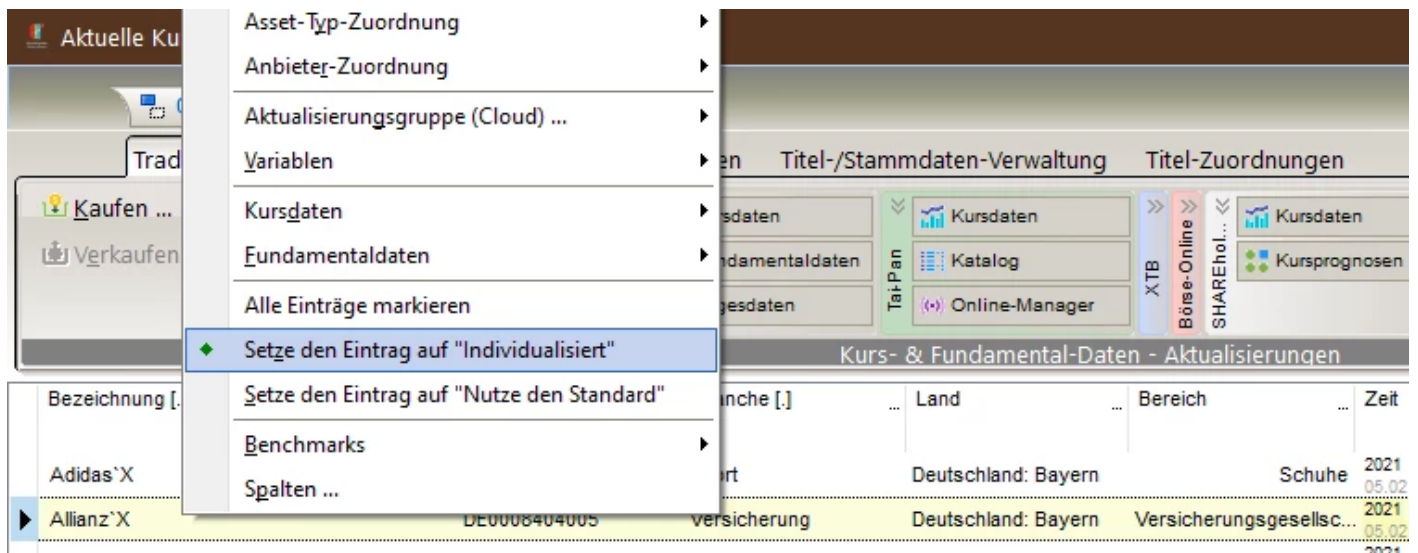 Aktuelle Ku
Asset-Typ-Zuordnung
Anbieter-Zuordnung
Aktualisierungsgruppe (Cloud) ...
Variablen
Kursdaten
Fundamentaldaten
Alle Einträge markieren
Setze den Eintrag auf "Individualisiert"
Setze den Eintrag auf "Nutze den Standard"
Benchmarks
Spalten ...
Trad
en
Titel-/Stammdaten-Verwaltung
Titel-Zuordnungen
Kaufen ...
Verkaufen
rsdaten
ndamentaldaten
gesdaten
Tai-Pan
Kursdaten
Katalog
Online-Manager
XTB
Börse-Online
SHAREhol...
Kursdaten
Kursprognosen
Kurs- & Fundamental-Daten - Aktualisierungen
Bezeichnung [. anche [.] ... Land ... Bereich ... Zeit
Adidas`X ort Deutschland: Bayern Schuhe 2021
05.02
Allianz`X DE0008404005 Versicherung Deutschland: Bayern Versicherungsgesellsc... 2021
05.02
2021